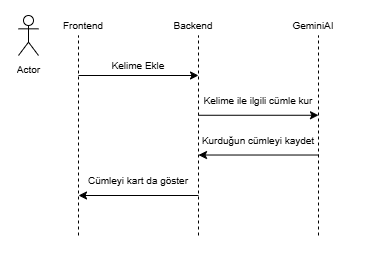 Frontend
Backend
GeminiAI
Actor
Kelime Ekle
Kelime ile ilgili cümle kur
Kurduğun cümleyi kaydet
Cümleyi kart da göster